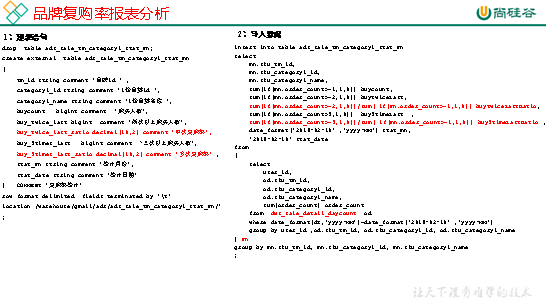 品牌复购率报表分析
尚硅谷
1：建表语句
drop table ads_sale_tm_category1_stat_mn;
create external table ads_sale_tm_category1_stat_mn
(
tm_id string comment '品牌id ',
category1_id string comment '1级品类id ',
category1_name string comment '1级品类名称 ',
buycount bigint comment '购买人数',
buy_twice_last bigint comment '两次以上购买人数',
buy_twice_last_ratio decimal(10,2) comment '单次复购率',
buy_3times_last bigint comment '三次以上购买人数',
buy_3times_last_ratio decimal(10,2) comment '多次复购率',
stat_mn string comment '统计月份',
stat_date string comment '统计日期'
) COMMENT '复购率统计'
row format delimited fields terminated by '\t'
location '/warehouse/gmall/ads/ads_sale_tm_category1_stat_mn/'
;
2：导入数据
insert into table ads_sale_tm_category1_stat_mn
select
mn.sku_tm_id,
mn.sku_category1_id,
mn.sku_category1_name,
sum(if(mn.order_count>=1,1,0)) buycount,
sum(if(mn.order_count>=2,1,0)) buyTwiceLast,
sum(if(mn.order_count>=2,1,0))/sum( if(mn.order_count>=1,1,0)) buyTwiceLastRatio,
sum(if(mn.order_count>3,1,0)) buy3timeLast ,
sum(if(mn.order_count>=3,1,0))/sum( if(mn.order_count>=1,1,0)) buy3timeLastRatio ,
date_format('2019-02-10' ,'yyyy-MM') stat_mn,
'2019-02-10' stat_date
from
(
select
user_id,
od.sku_tm_id,
od.sku_category1_id,
od.sku_category1_name,
sum(order_count) order_count
from dws_sale_detail_daycount od
where date_format(dt,'yyyy-MM')=date_format('2019-02-10' ,'yyyy-MM')
group by user_id ,od.sku_tm_id, od.sku_category1_id, od.sku_category1_name
) mn
group by mn.sku_tm_id, mn.sku_category1_id, mn.sku_category1_name
;
让天下没有难学的技术